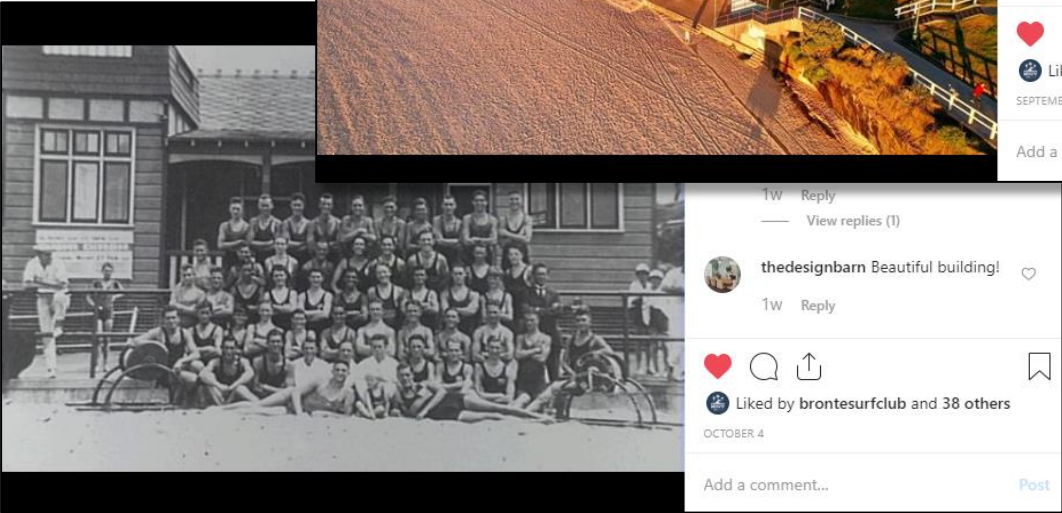 Lil
SEPTEME
Add a
1w Reply
View replies (1)
thedesignbarn Beautiful building!
1w Reply
Liked by brontesurfclub and 38 others
OCTOBER 4
Add a comment...
Post